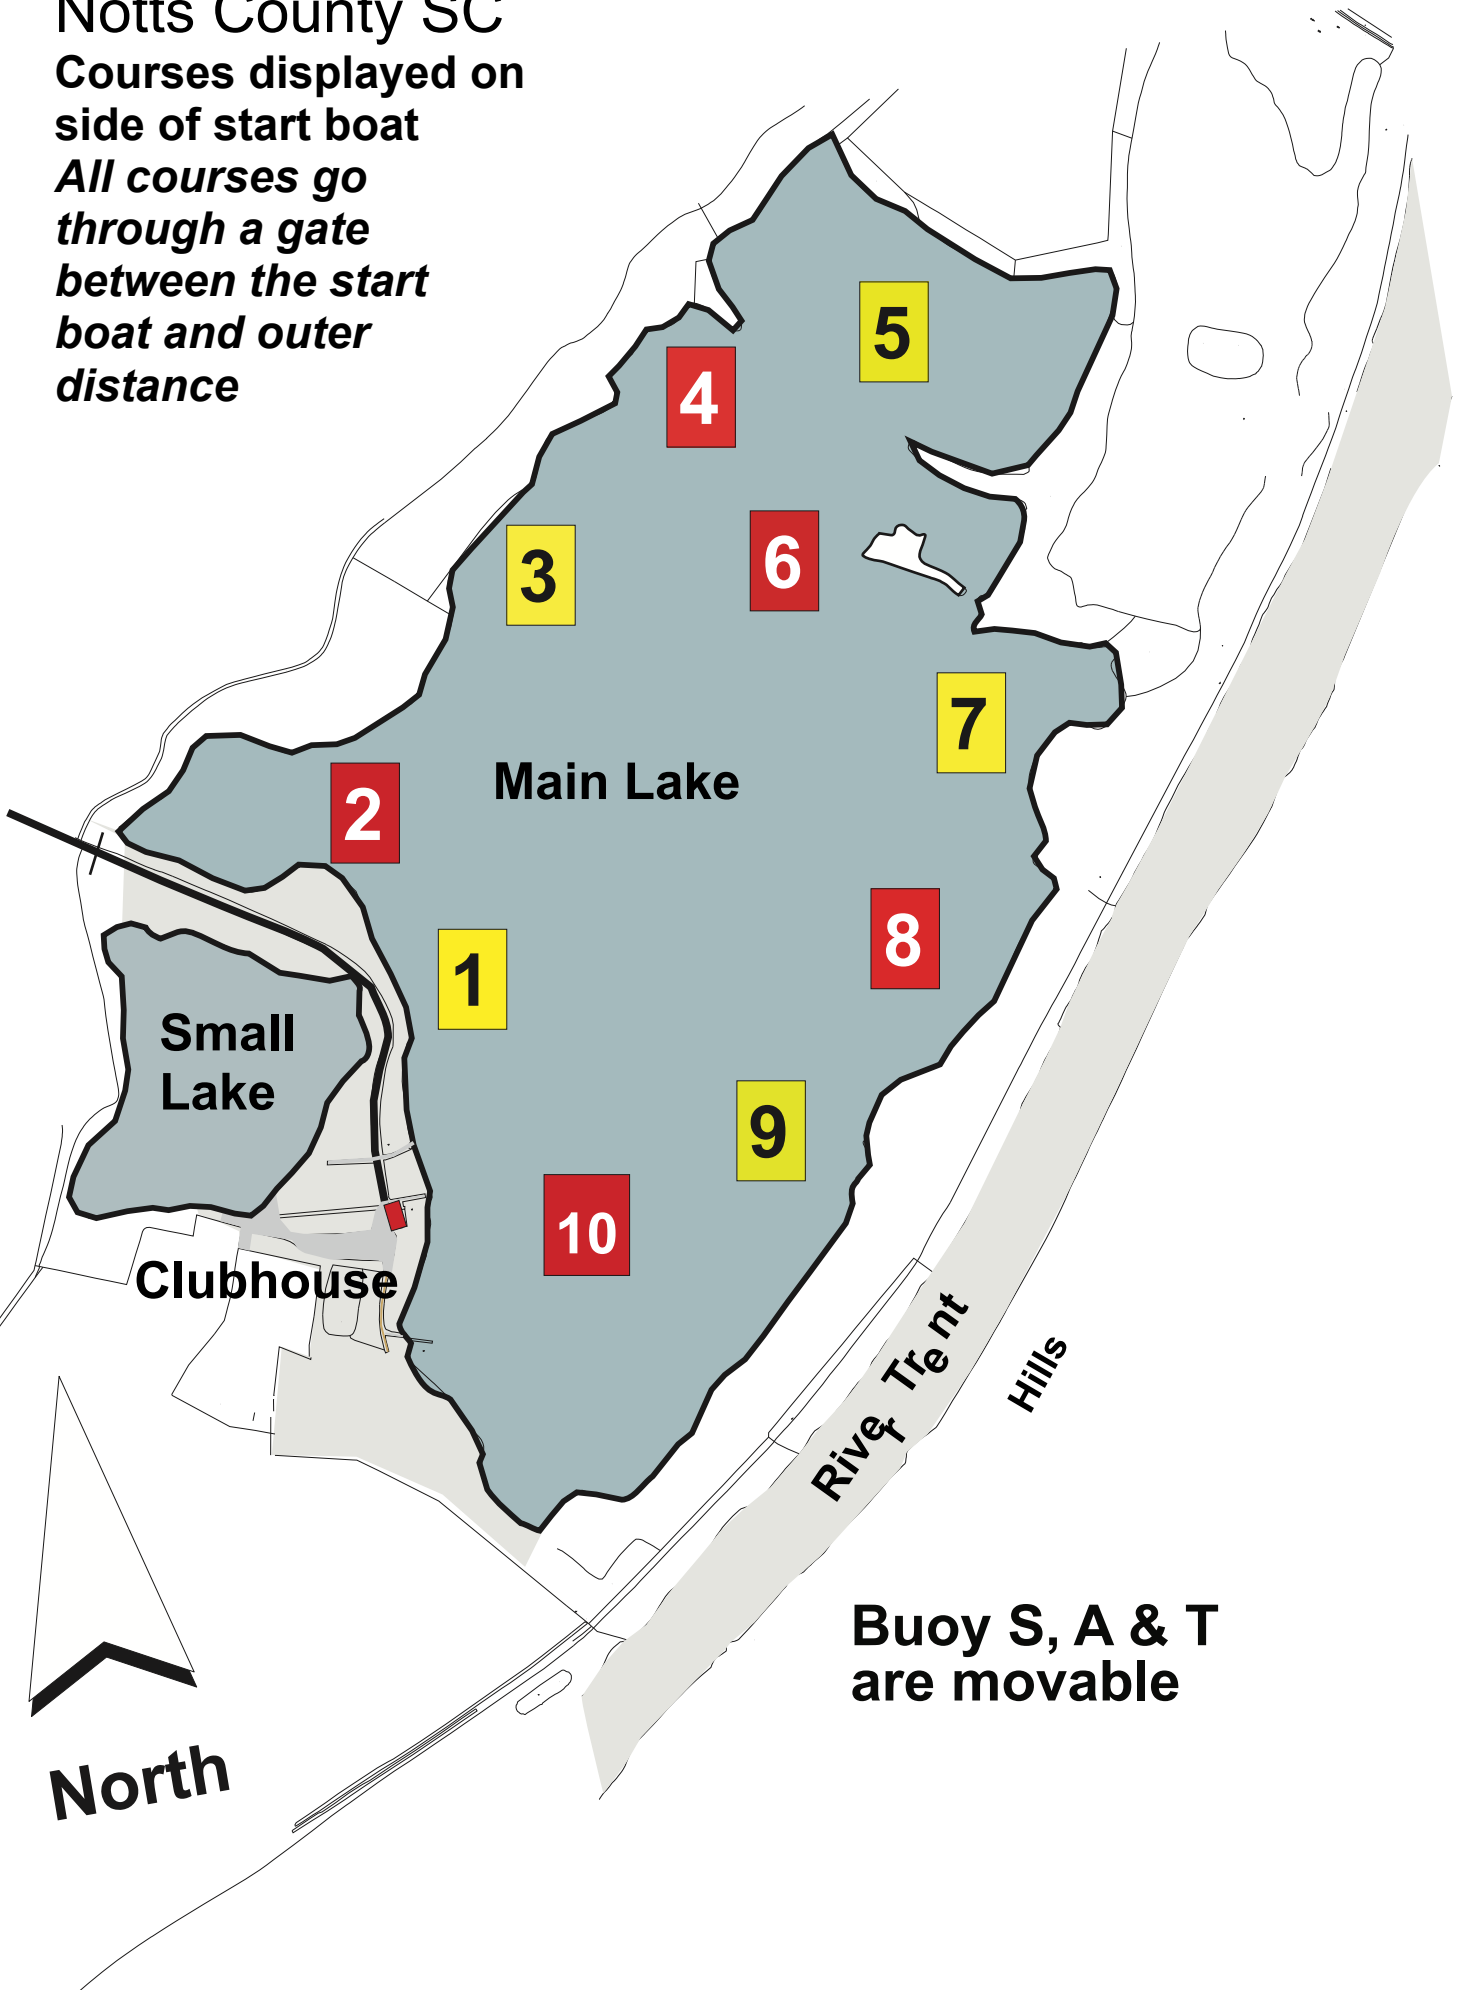 Notts County SC
Courses displayed on
side of start boat
All courses go
through a gate
between the start
boat and outer
distance
5
4
3
6
7
2
Main Lake
8
1
Small
Lake
9
10
Clubhouse
River Trent
Hills
Buoy S, A & T
are movable
North